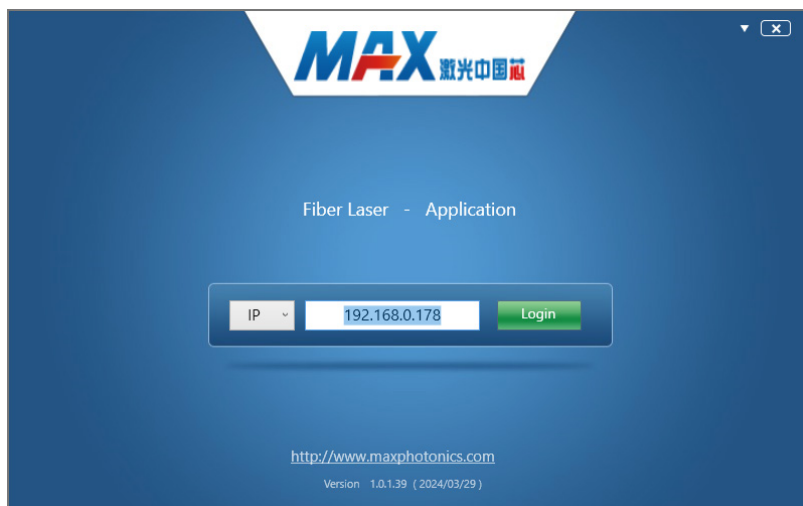 MAX 激光中国芯
Fiber Laser - Application
IP 192.168.0.178 Login
http://www.maxphotonics.com
Version 1.0.1.39 ( 2024/03/29 )